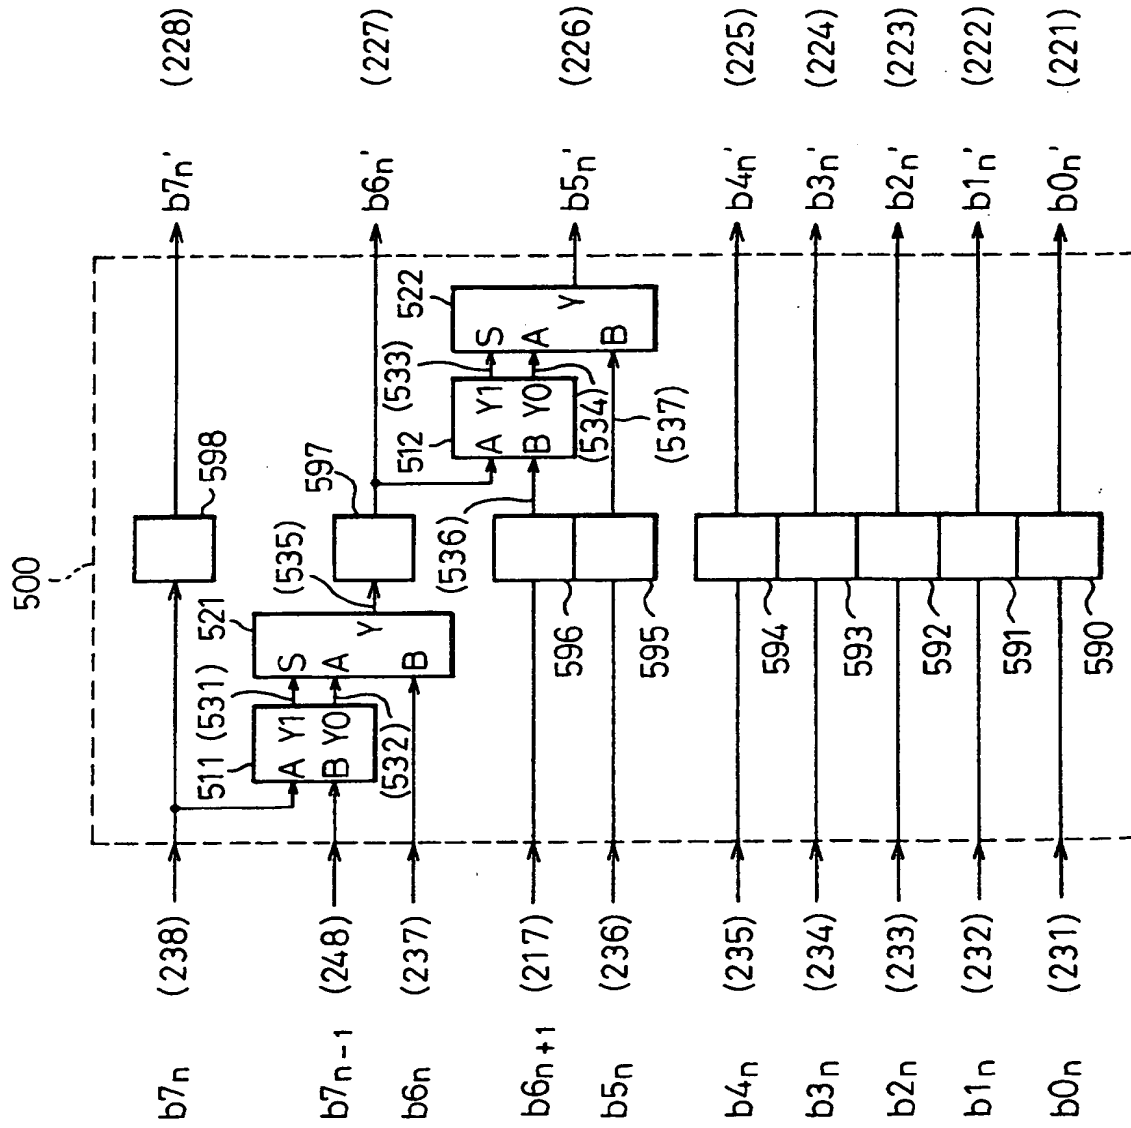 500
b7n (238) 598 b7n' (228)
511 (531) 521 (535) 597
A Y1 S
B Y0 A Y
B
(532)
b7n-1 (248) b6n' (227)
b6n (237)
512 (533) 522
A Y1 S
B Y0 A Y
B
(534)
(536)
(537)
b6n+1 (217) 596
b5n (236) 595 b5n' (226)
b4n (235) 594 b4n' (225)
b3n (234) 593 b3n' (224)
b2n (233) 592 b2n' (223)
b1n (232) 591 b1n' (222)
b0n (231) 590 b0n' (221)